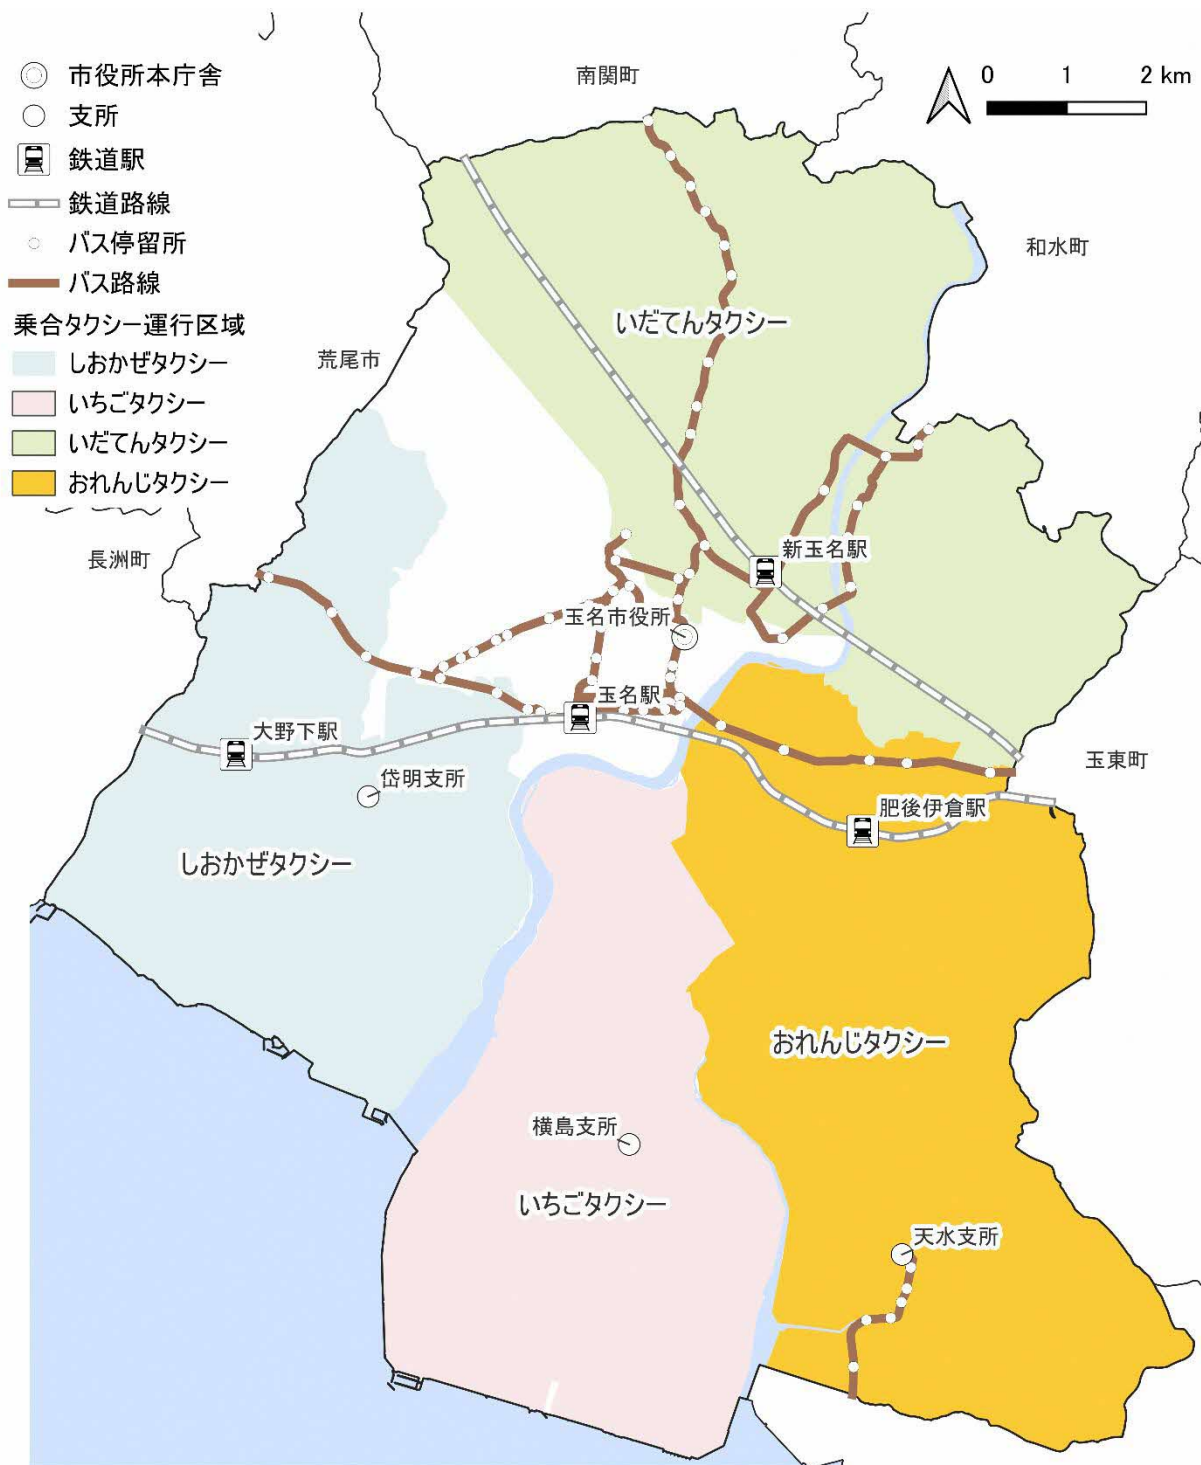 市役所本庁舎
支所
鉄道駅
鉄道路線
バス停留所
バス路線
乗合タクシー運行区域
しおかぜタクシー
いちごタクシー
いだてんタクシー
おれんじタクシー
南関町
0 1 2 km
和水町
いだてんタクシー
荒尾市
長洲町
新玉名駅
玉名市役所
玉名駅
大野下駅
玉東町
岱明支所
肥後伊倉駅
しおかぜタクシー
おれんじタクシー
横島支所
いちごタクシー
天水支所